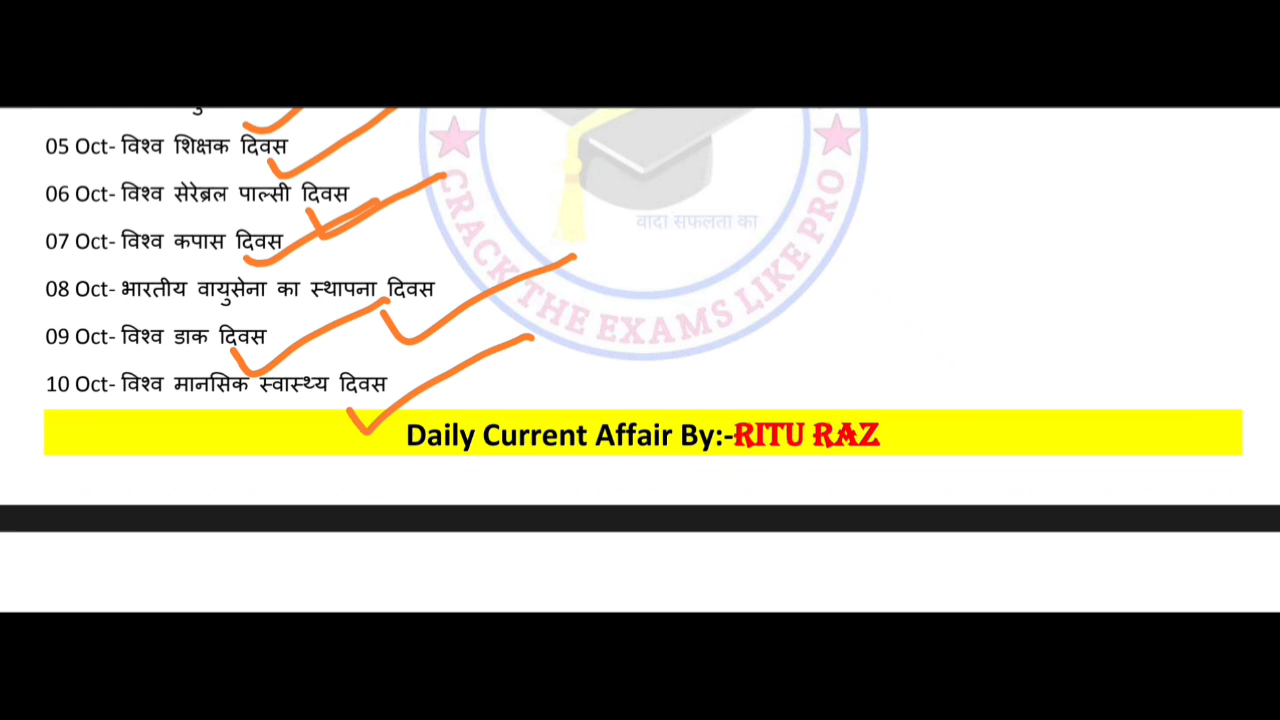 05 Oct- विश्व शिक्षक दिवस
06 Oct- विश्व सेरेब्रल पाल्सी दिवस
वादा सफलता का
07 Oct- विश्व कपास दिवस
08 Oct- भारतीय वायुसेना का स्थापना दिवस
CRACK THE EXAMS LIKE PRO
09 Oct- विश्व डाक दिवस
10 Oct- विश्व मानसिक स्वास्थ्य दिवस
Daily Current Affair By:-RITU RAZ